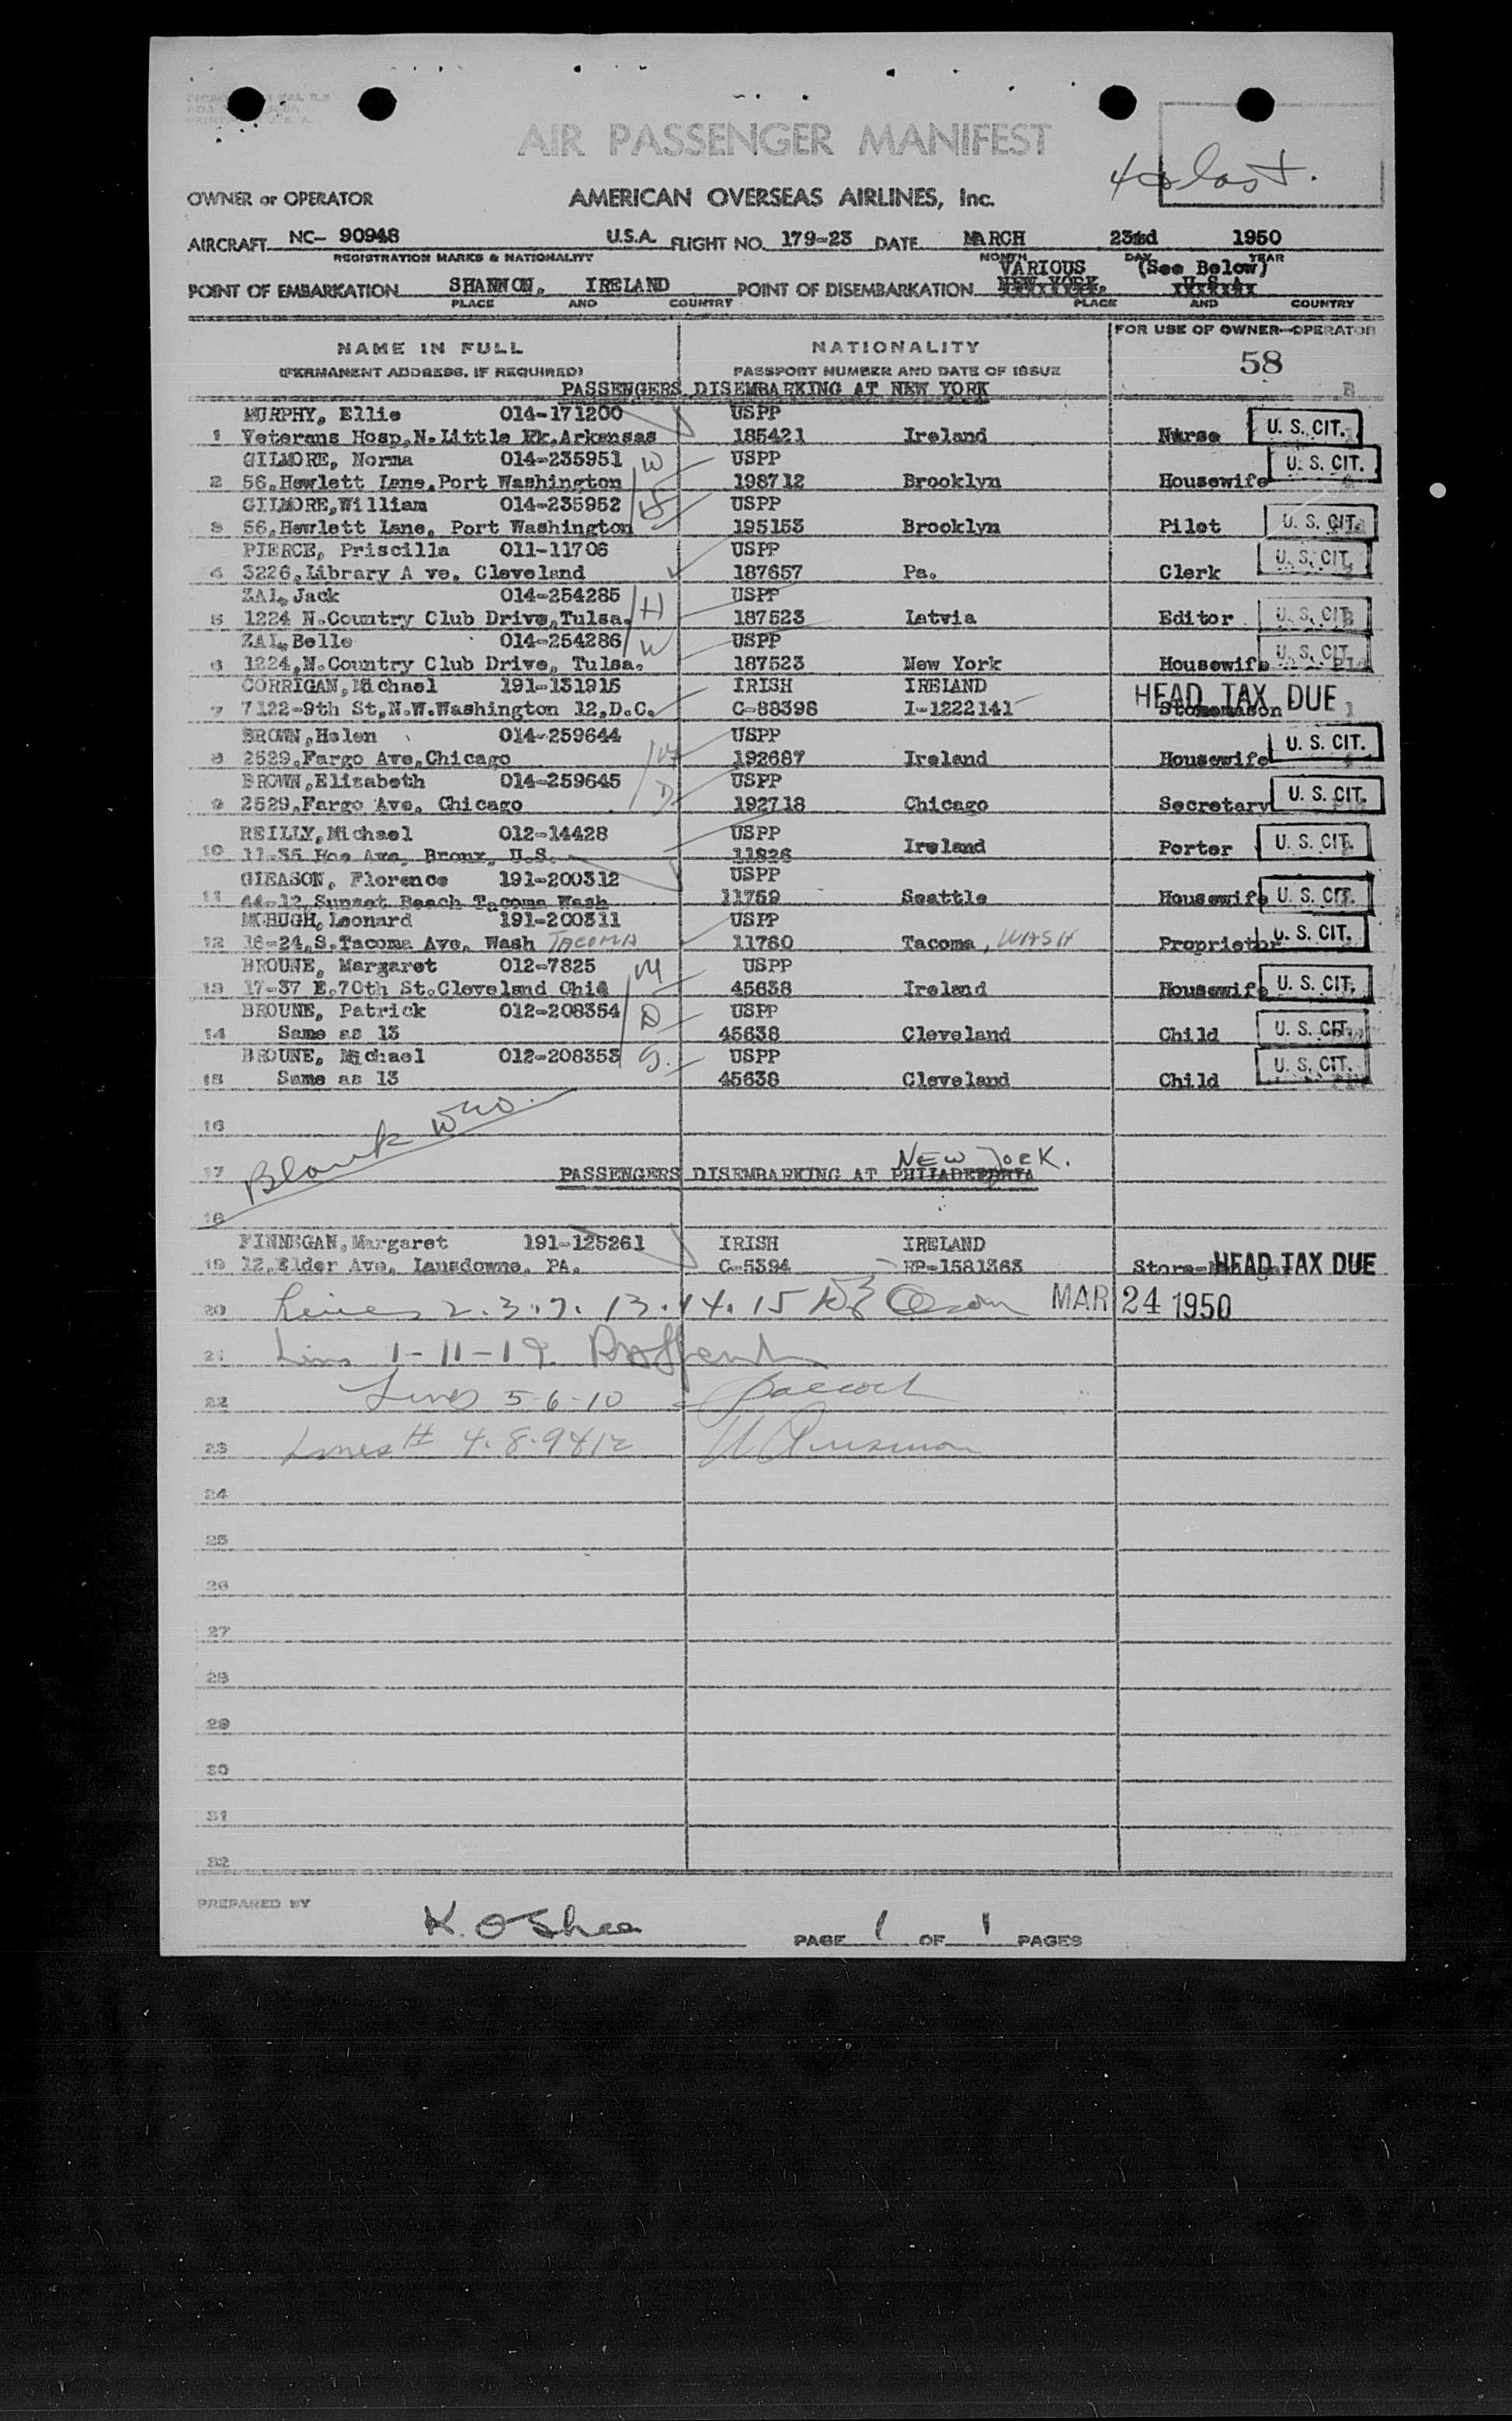 AIR PASSENGER MANIFEST
OWNER or OPERATOR AMERICAN OVERSEAS AIRLINES, Inc.
AIRCRAFT NC- 90948 U.S.A. FLIGHT NO. 179-23 DATE MARCH 23rd 1950
REGISTRATION MARKS & NATIONALITY MONTH DAY YEAR
VARIOUS (See Below)
POINT OF EMBARKATION SHANNON, IRELAND POINT OF DISEMBARKATION NEW YORK, U.S.A.
PLACE AND COUNTRY PLACE AND COUNTRY
FOR USE OF OWNER-OPERATOR
NAME IN FULL NATIONALITY 58
(PERMANENT ADDRESS, IF REQUIRED) PASSPORT NUMBER AND DATE OF ISSUE
PASSENGERS DISEMBARKING AT NEW YORK
MURPHY, Ellie 014-171200 USPP
1 Veterans Hosp,N.Little Rk.Arkansas 185421 Ireland Nurse U. S. CIT.
GILMORE, Norma 014-235951 W USPP
2 56,Hewlett Lane,Port Washington 198712 Brooklyn Housewife U. S. CIT.
GILMORE,William 014-235952 USPP
3 56,Hewlett Lane, Port Washington 195153 Brooklyn Pilot U. S. CIT.
PIERCE, Priscilla 011-11706 USPP
4 3226,Library A ve. Cleveland 187657 Pa. Clerk U. S. CIT.
ZAL, Jack 014-254285 H USPP
5 1224 N.Country Club Drive,Tulsa. 187523 Latvia Editor U. S. CIT.
ZAL,Belle 014-254286 W USPP
6 1224,N.Country Club Drive, Tulsa. 187523 New York Housewife U. S. CIT.
CORRIGAN,Michael 191-131915 IRISH IRELAND HEAD TAX DUE
7 7122-9th St,N.W.Washington 12,D.C. C-88398 I-1222141 Stonemason
BROWN,Helen 014-259644 M USPP
8 2529,Fargo Ave,Chicago 192687 Ireland Housewife U. S. CIT.
BROWN,Elisabeth 014-259645 D USPP
9 2529,Fargo Ave, Chicago 192718 Chicago Secretary U. S. CIT.
REILLY,Michael 012-14428 USPP
10 11-35 Hoe Ave, Bronx, U.S. 11826 Ireland Porter U. S. CIT.
GLEASON, Florence 191-200312 USPP
11 44-12,Sunset Beach Tacoma Wash 11759 Seattle Housewife U. S. CIT.
MCHUGH,Leonard 191-200311 USPP
12 16-24,S.Tacoma Ave, Wash TACOMA 11760 Tacoma, WASH Proprietor U. S. CIT.
BROUNE, Margaret 012-7825 M USPP
13 17-37 E.70th St.Cleveland Ohio 45638 Ireland Housewife U. S. CIT.
BROUNE, Patrick 012-208354 D USPP
14 Same as 13 45638 Cleveland Child U. S. CIT.
BROUNE, Michael 012-208353 S. USPP
15 Same as 13 45638 Cleveland Child U. S. CIT.
16
NEW YORK.
17 Blank PASSENGERS DISEMBARKING AT PHILADELPHIA
18
FINNEGAN,Margaret 191-125261 IRISH IRELAND
19 12,Elder Ave, Lansdowne, PA. C-5394 EP-1581363 HEAD TAX DUE
20 Lines 2.3.7.13.14.15 MAR 24 1950
21 Lines 1-11-19
22 Lines 5-6-10
23 Lines # 4.8.9&12
24
25
26
27
28
29
30
31
32
PREPARED BY K. O'Shea PAGE 1 OF 1 PAGES